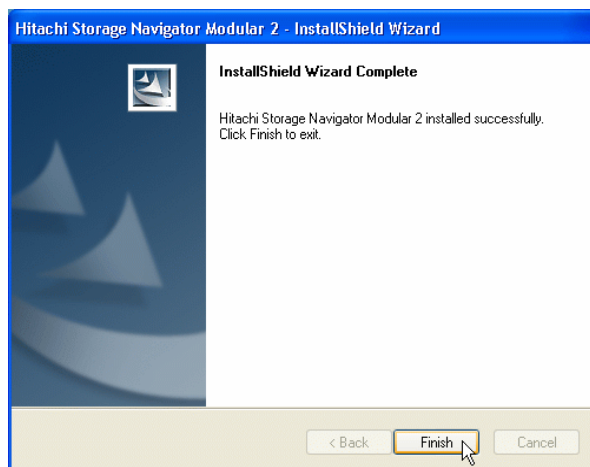 Hitachi Storage Navigator Modular 2 - InstallShield Wizard
InstallShield Wizard Complete
Hitachi Storage Navigator Modular 2 installed successfully.
Click Finish to exit.
< Back Finish Cancel